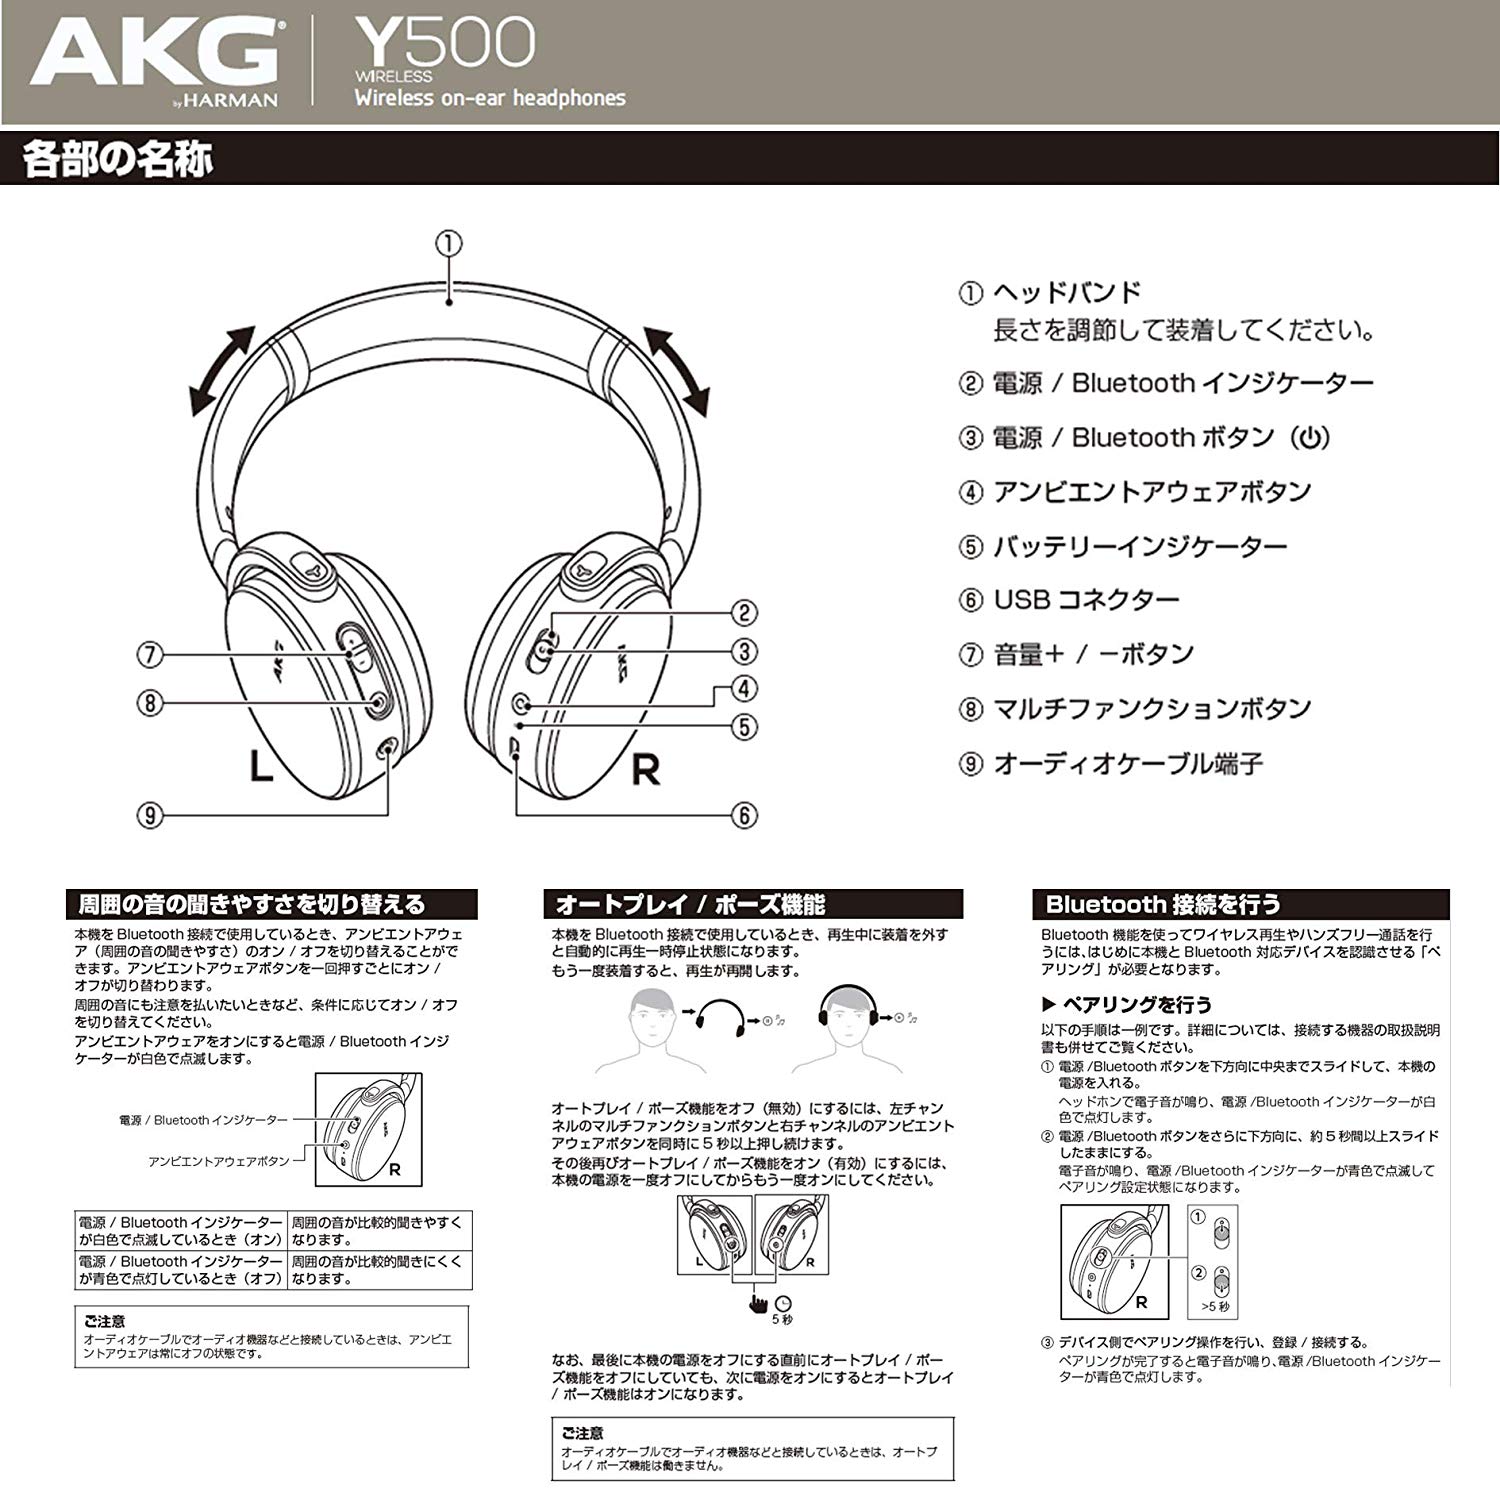 AKG®
by HARMAN
Y500
WIRELESS
Wireless on-ear headphones
各部の名称
①
⑦
⑧
⑨
②
③
④
⑤
⑥
AKG
AKG
L
R
① ヘッドバンド
長さを調節して装着してください。
② 電源 / Bluetooth インジケーター
③ 電源 / Bluetooth ボタン（⏻）
④ アンビエントアウェアボタン
⑤ バッテリーインジケーター
⑥ USB コネクター
⑦ 音量＋ / －ボタン
⑧ マルチファンクションボタン
⑨ オーディオケーブル端子
周囲の音の聞きやすさを切り替える
本機を Bluetooth 接続で使用しているとき、アンビエントアウェ
ア（周囲の音の聞きやすさ）のオン / オフを切り替えることがで
きます。アンビエントアウェアボタンを一回押すごとにオン /
オフが切り替わります。
周囲の音にも注意を払いたいときなど、条件に応じてオン / オフ
を切り替えてください。
アンビエントアウェアをオンにすると電源 / Bluetooth インジ
ケーターが白色で点滅します。
電源 / Bluetooth インジケーター
アンビエントアウェアボタン
R
電源 / Bluetooth インジケーター
が白色で点滅しているとき（オン）
周囲の音が比較的聞きやすく
なります。
電源 / Bluetooth インジケーター
が青色で点灯しているとき（オフ）
周囲の音が比較的聞きにくく
なります。
ご注意
オーディオケーブルでオーディオ機器などと接続しているときは、アンビエ
ントアウェアは常にオフの状態です。
オートプレイ / ポーズ機能
本機を Bluetooth 接続で使用しているとき、再生中に装着を外す
と自動的に再生一時停止状態になります。
もう一度装着すると、再生が再開します。
オートプレイ / ポーズ機能をオフ（無効）にするには、左チャン
ネルのマルチファンクションボタンと右チャンネルのアンビエント
アウェアボタンを同時に 5 秒以上押し続けます。
その後再びオートプレイ / ポーズ機能をオン（有効）にするには、
本機の電源を一度オフにしてからもう一度オンにしてください。
L
R
5 秒
なお、最後に本機の電源をオフにする直前にオートプレイ / ポー
ズ機能をオフにしていても、次に電源をオンにするとオートプレイ
/ ポーズ機能はオンになります。
ご注意
オーディオケーブルでオーディオ機器などと接続しているときは、オートプ
レイ / ポーズ機能は働きません。
Bluetooth 接続を行う
Bluetooth 機能を使ってワイヤレス再生やハンズフリー通話を行
うには、はじめに本機と Bluetooth 対応デバイスを認識させる「ペ
アリング」が必要となります。
▶ ペアリングを行う
以下の手順は一例です。詳細については、接続する機器の取扱説明
書も併せてご覧ください。
① 電源 /Bluetooth ボタンを下方向に中央までスライドして、本機の
電源を入れる。
ヘッドホンで電子音が鳴り、電源 /Bluetooth インジケーターが白
色で点灯します。
② 電源 /Bluetooth ボタンをさらに下方向に、約 5 秒間以上スライド
したままにする。
電子音が鳴り、電源 /Bluetooth インジケーターが青色で点滅して
ペアリング設定状態になります。
R
①
②
>5 秒
③ デバイス側でペアリング操作を行い、登録 / 接続する。
ペアリングが完了すると電子音が鳴り、電源 /Bluetooth インジケー
ターが青色で点灯します。